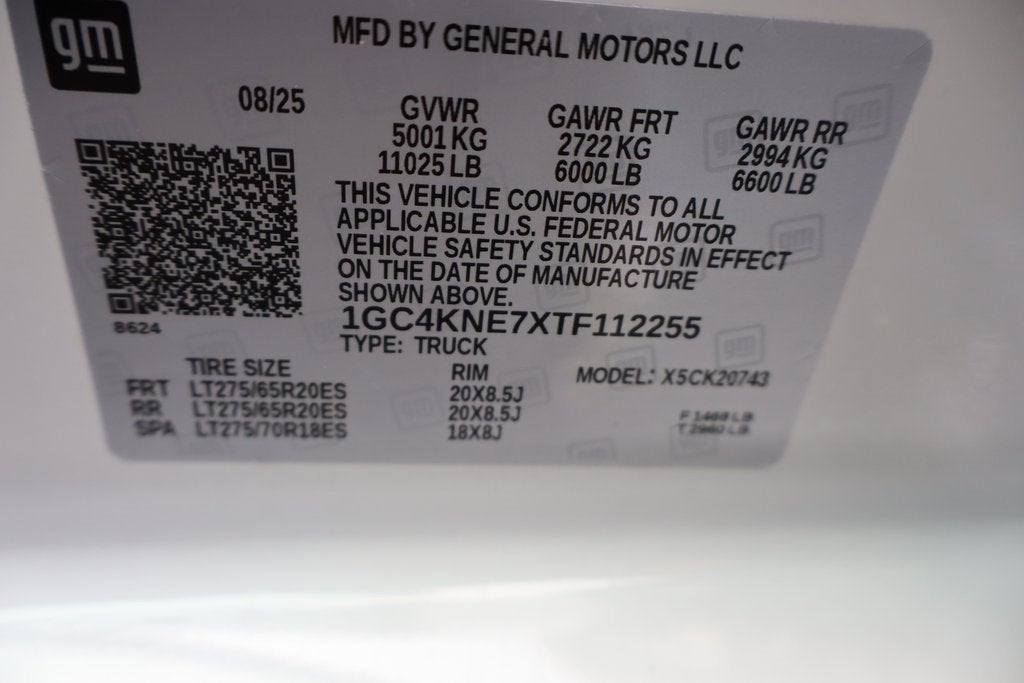 gm
MFD BY GENERAL MOTORS LLC
08/25
GVWR
5001 KG
11025 LB
GAWR FRT
2722 KG
6000 LB
GAWR RR
2994 KG
6600 LB
THIS VEHICLE CONFORMS TO ALL
APPLICABLE U.S. FEDERAL MOTOR
VEHICLE SAFETY STANDARDS IN EFFECT
ON THE DATE OF MANUFACTURE
SHOWN ABOVE.
8624
1GC4KNE7XTF112255
TYPE: TRUCK
TIRE SIZE
RIM
MODEL: X5CK20743
FRT LT275/65R20ES 20X8.5J
RR LT275/65R20ES 20X8.5J
SPA LT275/70R18ES 18X8J